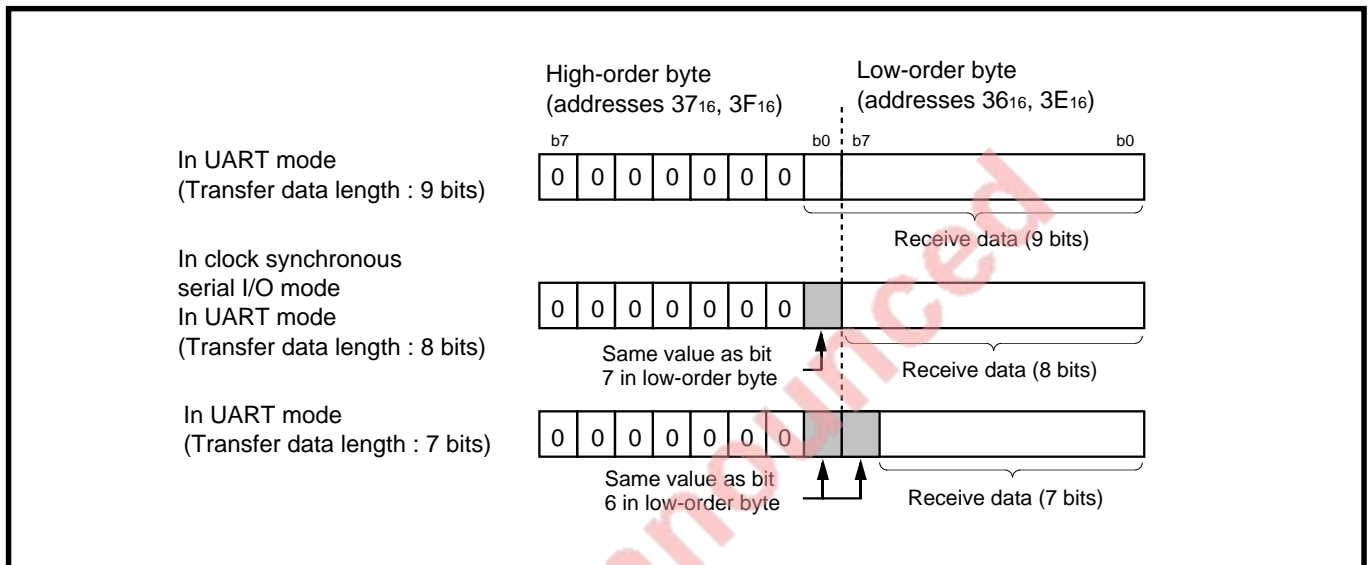 High-order byte
(addresses 3716, 3F16)
Low-order byte
(addresses 3616, 3E16)
b7 b0 b7 b0
In UART mode
(Transfer data length : 9 bits)
0 0 0 0 0 0 0
Receive data (9 bits)
In clock synchronous
serial I/O mode
In UART mode
(Transfer data length : 8 bits)
0 0 0 0 0 0 0
Same value as bit
7 in low-order byte
Receive data (8 bits)
In UART mode
(Transfer data length : 7 bits)
0 0 0 0 0 0 0
Same value as bit
6 in low-order byte
Receive data (7 bits)
nounced